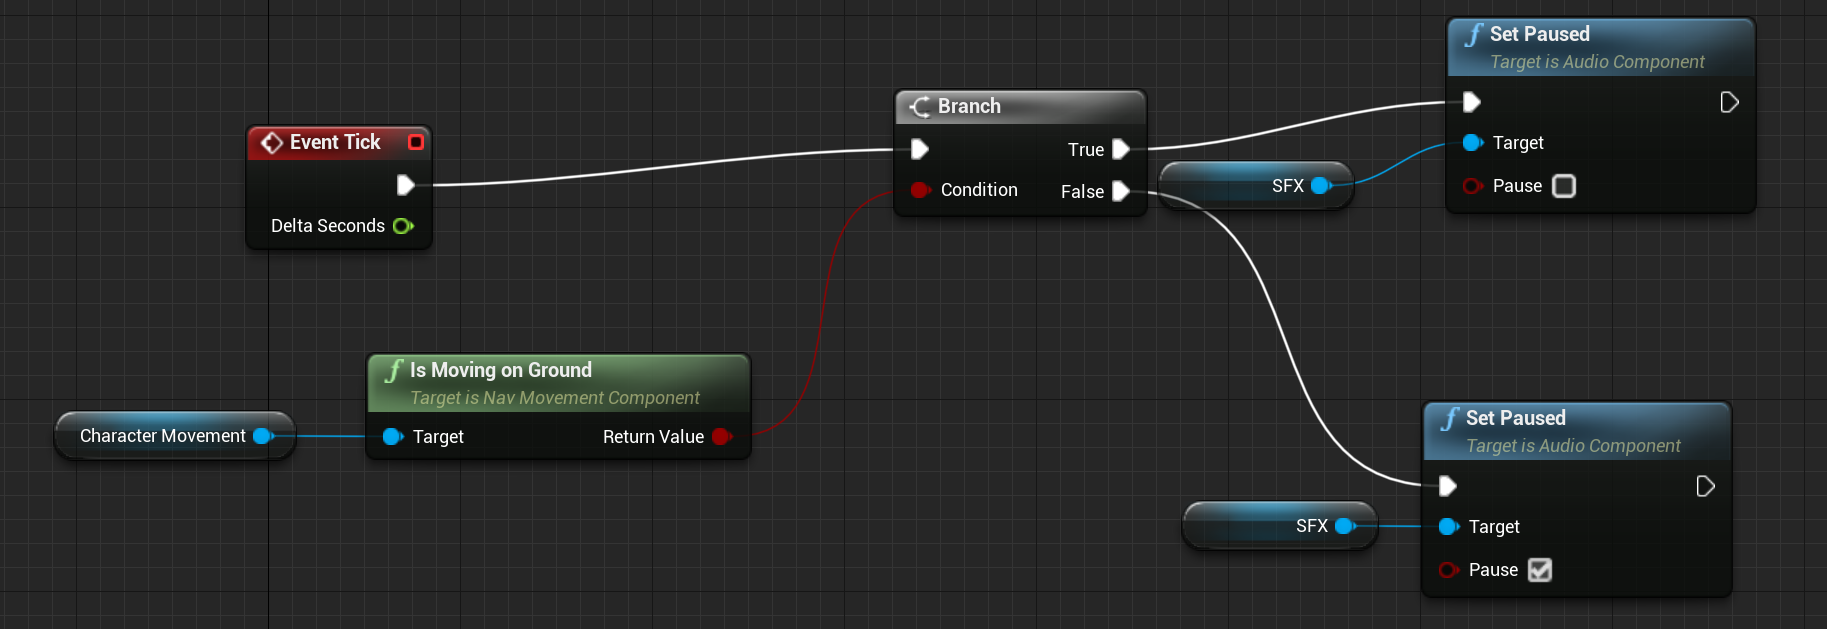 Event Tick
Delta Seconds
Character Movement
f Is Moving on Ground
Target is Nav Movement Component
Target Return Value
Branch
True
Condition False
SFX
f Set Paused
Target is Audio Component
Target
Pause
SFX
f Set Paused
Target is Audio Component
Target
Pause